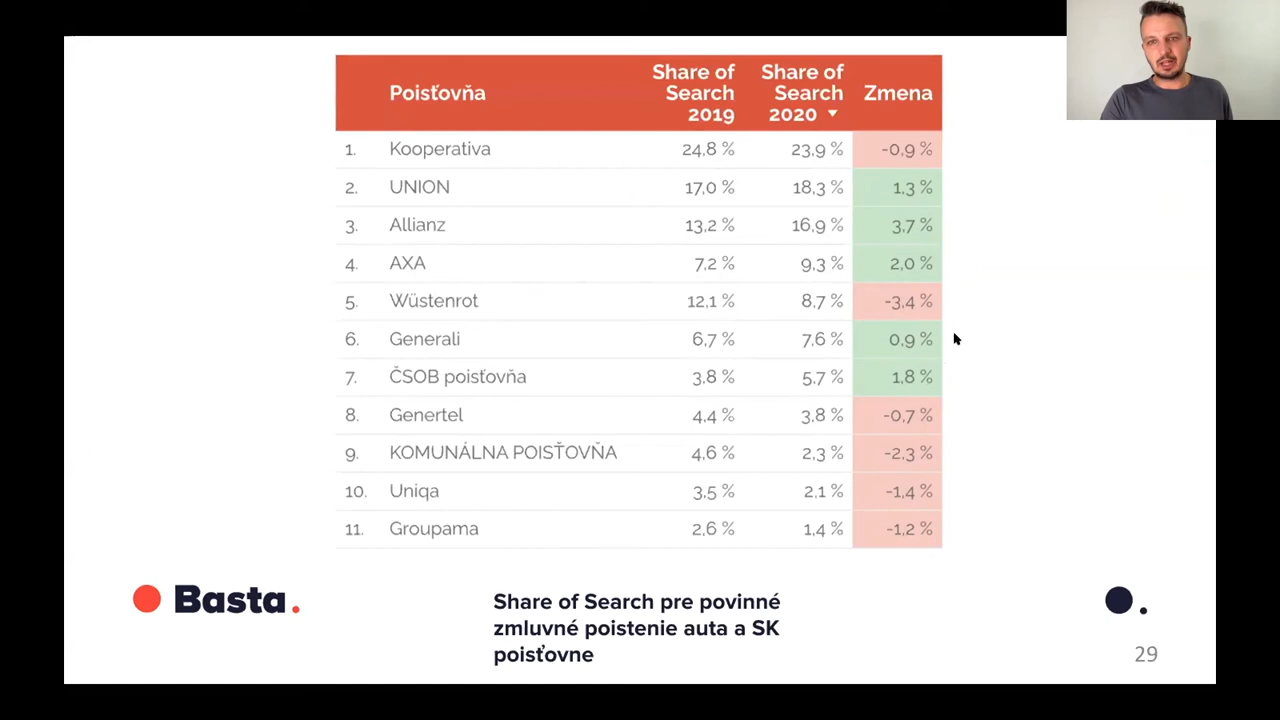 Poisťovňa Share of Search 2019 Share of Search 2020 ▼ Zmena
1. Kooperativa 24,8 % 23,9 % -0,9 %
2. UNION 17,0 % 18,3 % 1,3 %
3. Allianz 13,2 % 16,9 % 3,7 %
4. AXA 7,2 % 9,3 % 2,0 %
5. Wüstenrot 12,1 % 8,7 % -3,4 %
6. Generali 6,7 % 7,6 % 0,9 %
7. ČSOB poisťovňa 3,8 % 5,7 % 1,8 %
8. Genertel 4,4 % 3,8 % -0,7 %
9. KOMUNÁLNA POISŤOVŇA 4,6 % 2,3 % -2,3 %
10. Uniqa 3,5 % 2,1 % -1,4 %
11. Groupama 2,6 % 1,4 % -1,2 %
Basta.
Share of Search pre povinné
zmluvné poistenie auta a SK
poisťovne
29